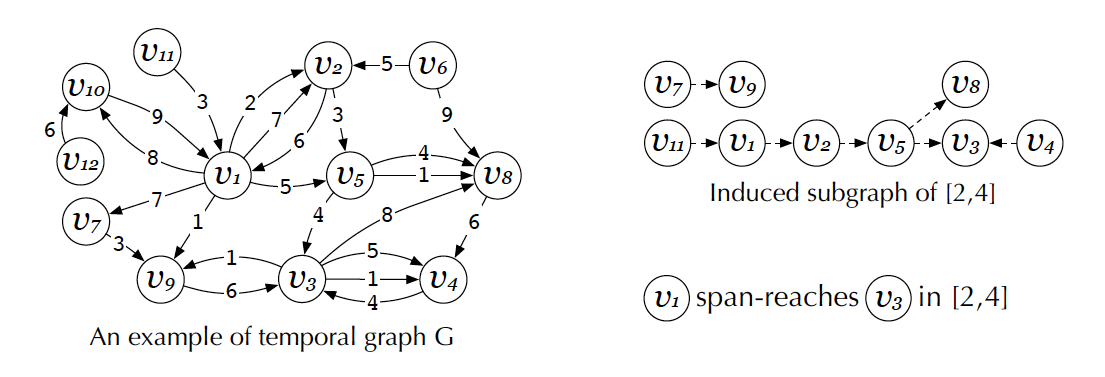 v11
v2
5
v6
v10
3
2
3
9
9
7
6
6
v12
8
v1
5
v5
4
1
v8
7
1
4
8
6
v7
3
v9
1
6
v3
5
1
4
v4
An example of temporal graph G
v7 v9 v8
v11 v1 v2 v5 v3 v4
Induced subgraph of [2,4]
v1 span-reaches v3 in [2,4]